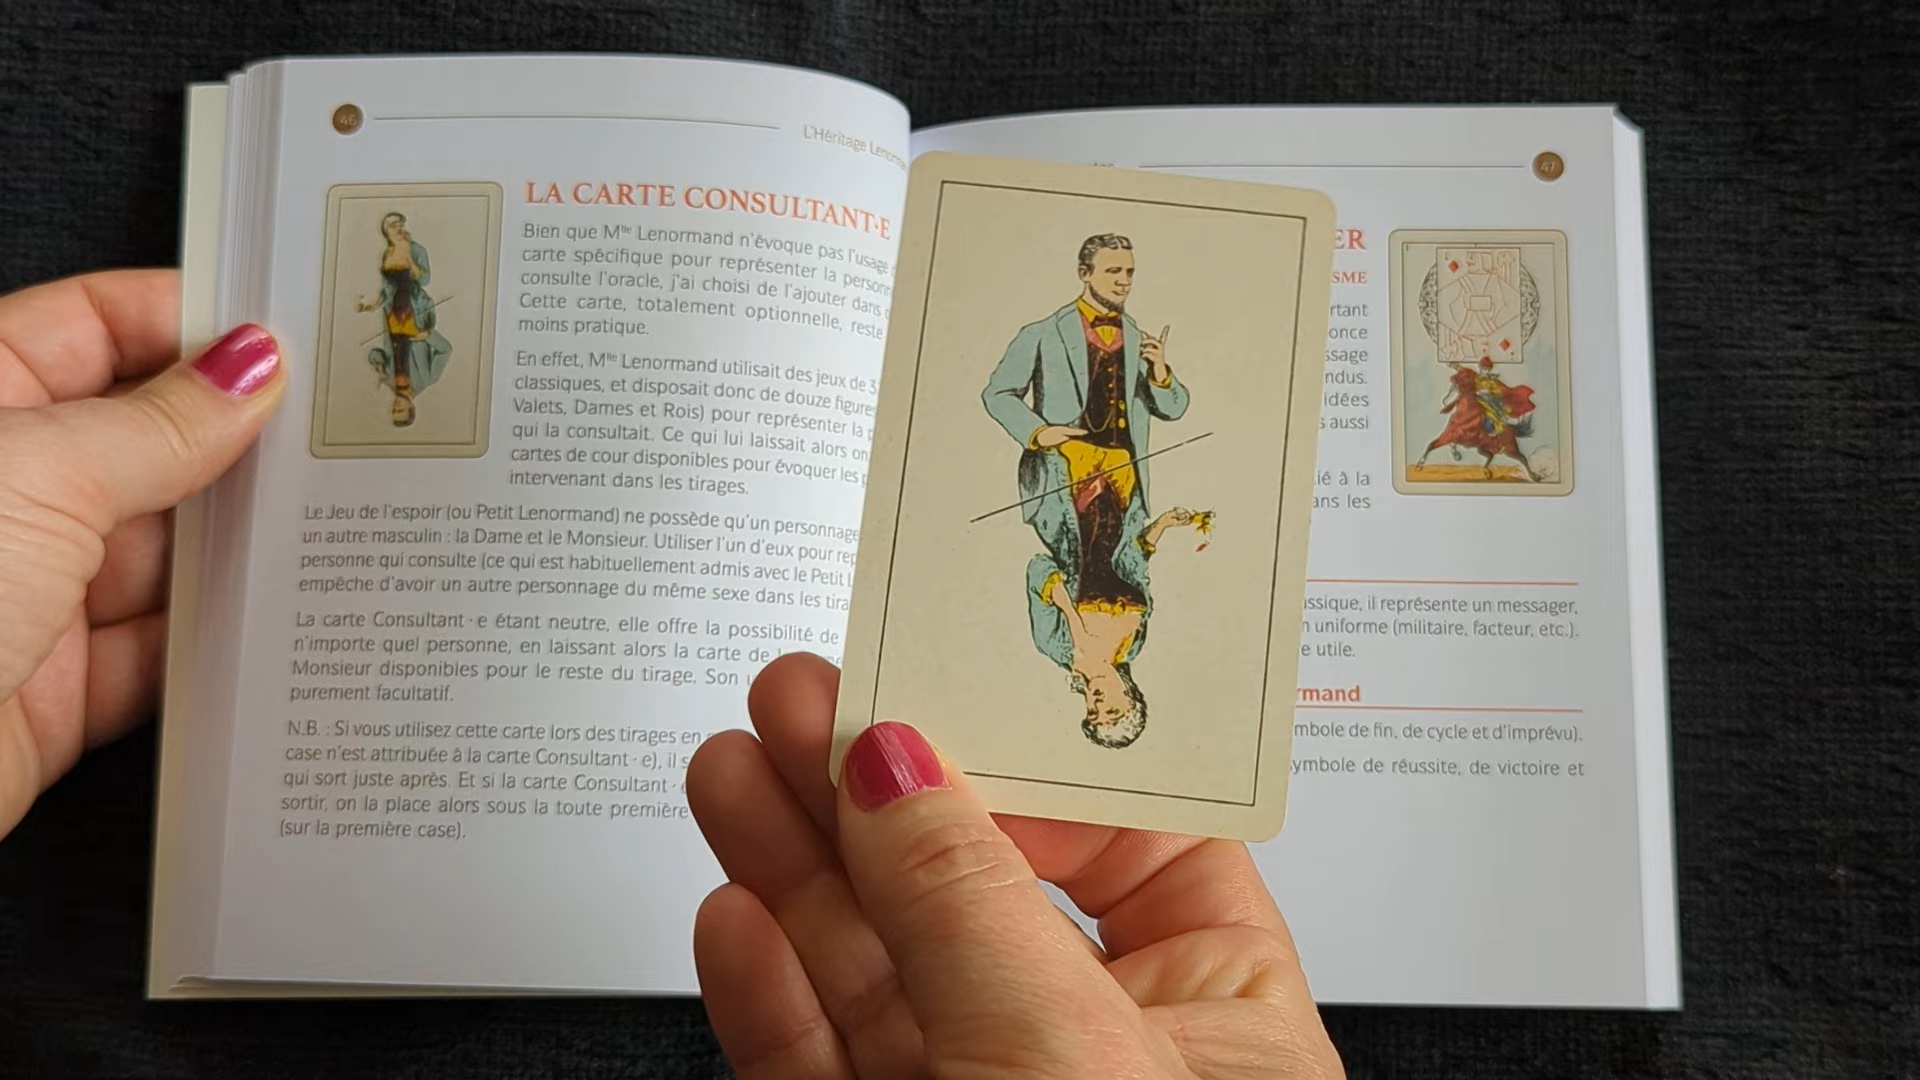 46
L'Héritage Lenormand
LA CARTE CONSULTANT·E
Bien que Mlle Lenormand n'évoque pas l'usage
carte spécifique pour représenter la person
consulte l'oracle, j'ai choisi de l'ajouter dans
Cette carte, totalement optionnelle, reste
moins pratique.
En effet, Mlle Lenormand utilisait des jeux de 3
classiques, et disposait donc de douze figures
Valets, Dames et Rois) pour représenter la
qui la consultait. Ce qui lui laissait alors on
cartes de cour disponibles pour évoquer les
intervenant dans les tirages.
Le Jeu de l'espoir (ou Petit Lenormand) ne possède qu'un personnage
un autre masculin : la Dame et le Monsieur. Utiliser l'un d'eux pour rep
personne qui consulte (ce qui est habituellement admis avec le Petit L
empêche d'avoir un autre personnage du même sexe dans les tira
La carte Consultant·e étant neutre, elle offre la possibilité de
n'importe quel personne, en laissant alors la carte de
Monsieur disponibles pour le reste du tirage. Son
purement facultatif.
N.B. : Si vous utilisez cette carte lors des tirages en
case n'est attribuée à la carte Consultant·e), il s
qui sort juste après. Et si la carte Consultant·
sortir, on la place alors sous la toute première
(sur la première case).
47
ER
SME
rtant
once
ssage
ndus.
idées
s aussi
ié à la
ans les
ssique, il représente un messager,
n uniforme (militaire, facteur, etc.).
e utile.
rmand
mbole de fin, de cycle et d'imprévu).
ymbole de réussite, de victoire et